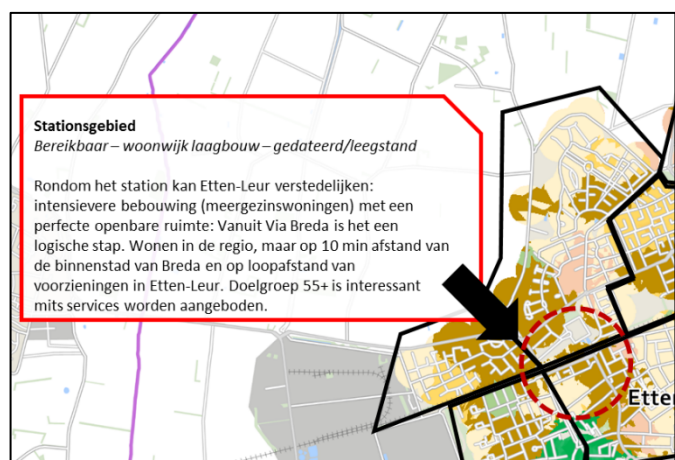 Stationsgebied
Bereikbaar – woonwijk laagbouw – gedateerd/leegstand
Rondom het station kan Etten-Leur verstedelijken:
intensievere bebouwing (meergezinswoningen) met een
perfecte openbare ruimte: Vanuit Via Breda is het een
logische stap. Wonen in de regio, maar op 10 min afstand van
de binnenstad van Breda en op loopafstand van
voorzieningen in Etten-Leur. Doelgroep 55+ is interessant
mits services worden aangeboden.
Etten